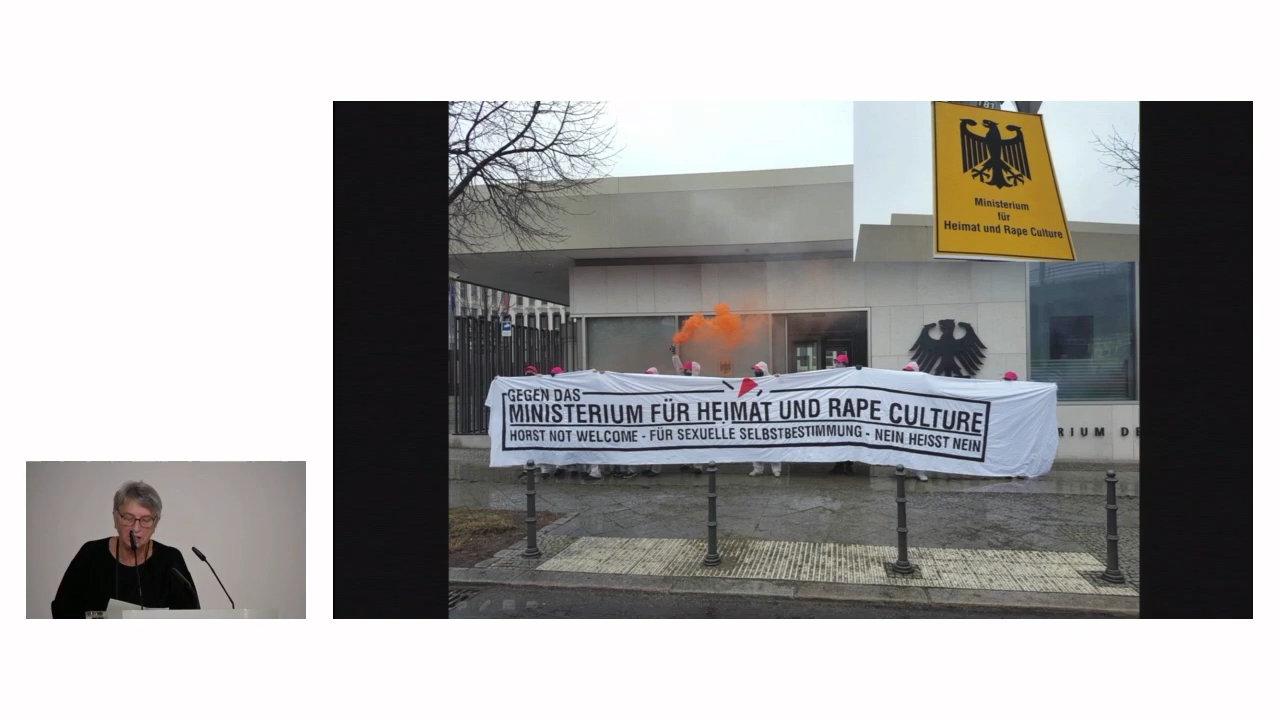 Ministerium
für
Heimat und Rape Culture
GEGEN DAS
MINISTERIUM FÜR HEIMAT UND RAPE CULTURE
HORST NOT WELCOME - FÜR SEXUELLE SELBSTBESTIMMUNG - NEIN HEISST NEIN
RIUM DE